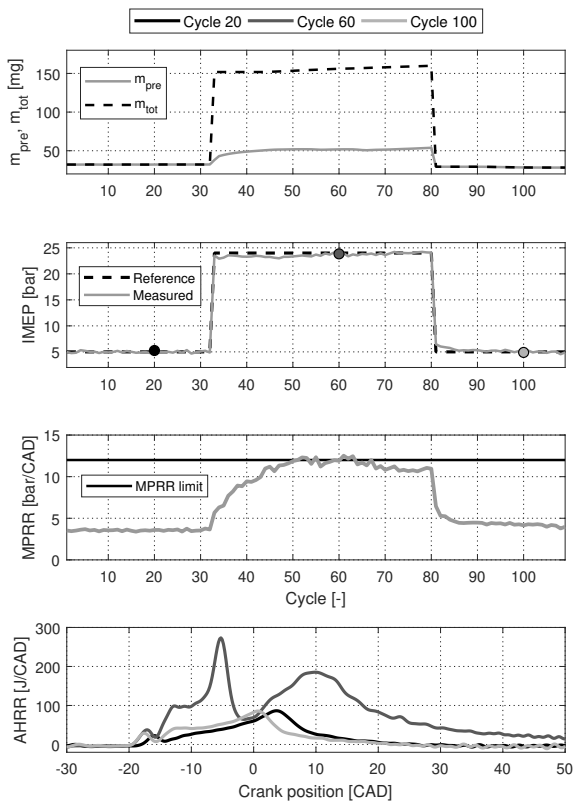 Cycle 20 Cycle 60 Cycle 100
m_pre, m_tot [mg]
150
100
50
m_pre
m_tot
10 20 30 40 50 60 70 80 90 100
IMEP [bar]
25
20
15
10
5
Reference
Measured
10 20 30 40 50 60 70 80 90 100
MPRR [bar/CAD]
15
10
5
0
MPRR limit
10 20 30 40 50 60 70 80 90 100
Cycle [-]
AHRR [J/CAD]
300
200
100
0
-30 -20 -10 0 10 20 30 40 50
Crank position [CAD]